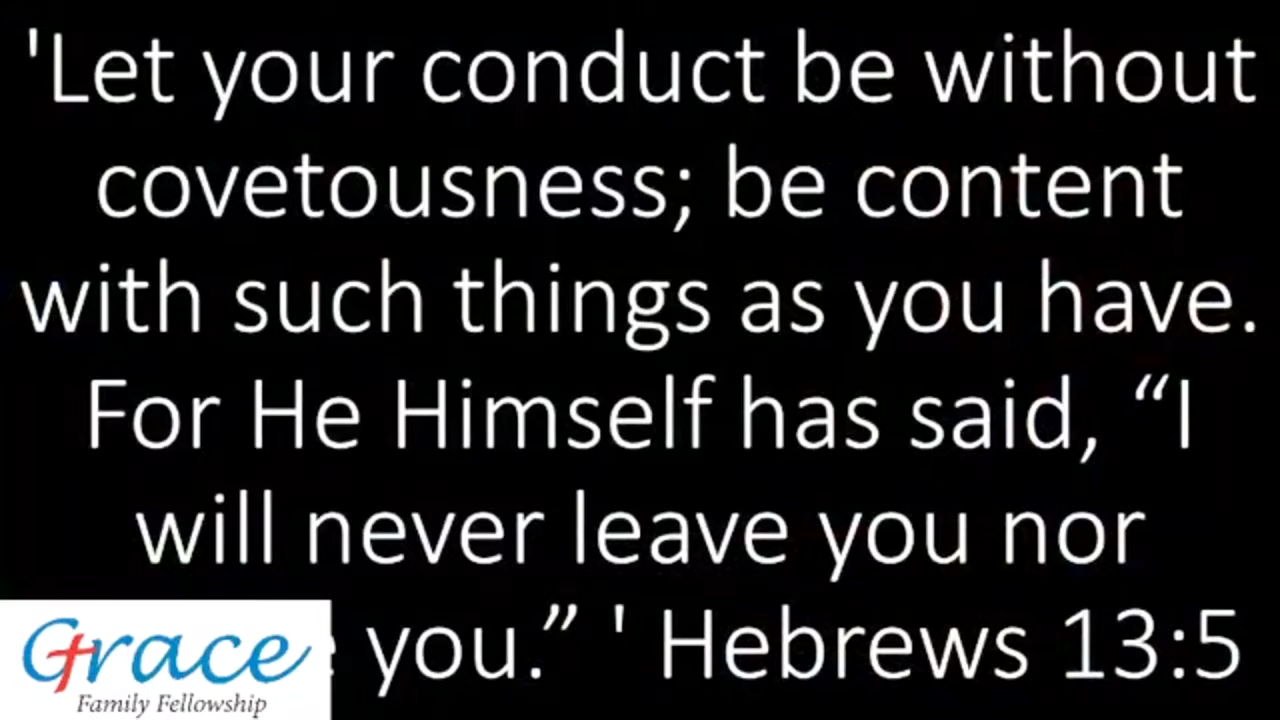 'Let your conduct be without
covetousness; be content
with such things as you have.
For He Himself has said, “I
will never leave you nor
you.” ' Hebrews 13:5
Grace
Family Fellowship